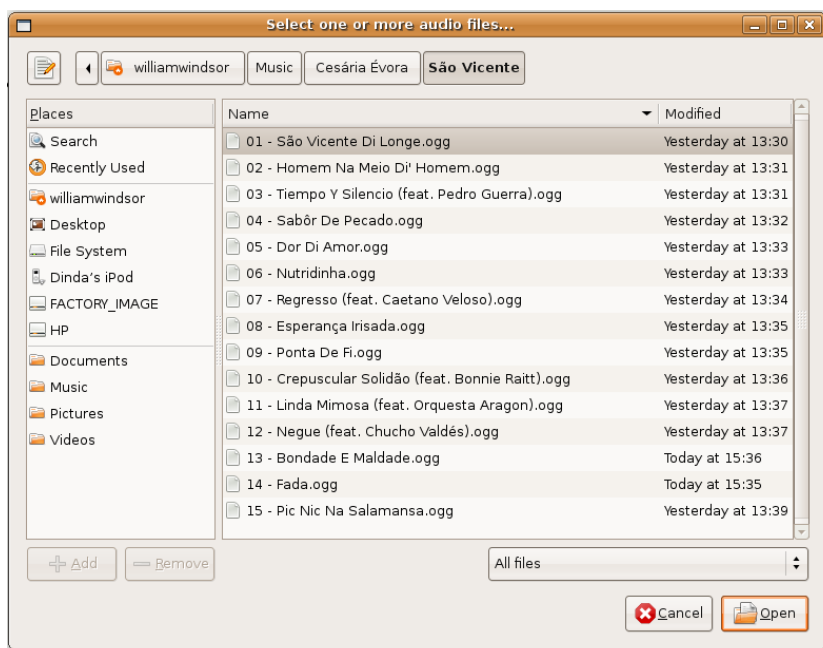 Select one or more audio files...
williamwindsor Music Cesária Évora São Vicente
Places
Search
Recently Used
williamwindsor
Desktop
File System
Dinda's iPod
FACTORY_IMAGE
HP
Documents
Music
Pictures
Videos
Name Modified
01 - São Vicente Di Longe.ogg Yesterday at 13:30
02 - Homem Na Meio Di' Homem.ogg Yesterday at 13:31
03 - Tiempo Y Silencio (feat. Pedro Guerra).ogg Yesterday at 13:31
04 - Sabôr De Pecado.ogg Yesterday at 13:32
05 - Dor Di Amor.ogg Yesterday at 13:33
06 - Nutridinha.ogg Yesterday at 13:33
07 - Regresso (feat. Caetano Veloso).ogg Yesterday at 13:34
08 - Esperança Irisada.ogg Yesterday at 13:35
09 - Ponta De Fi.ogg Yesterday at 13:35
10 - Crepuscular Solidão (feat. Bonnie Raitt).ogg Yesterday at 13:36
11 - Linda Mimosa (feat. Orquesta Aragon).ogg Yesterday at 13:37
12 - Negue (feat. Chucho Valdés).ogg Yesterday at 13:37
13 - Bondade E Maldade.ogg Today at 15:36
14 - Fada.ogg Today at 15:35
15 - Pic Nic Na Salamansa.ogg Yesterday at 13:39
Add Remove All files
Cancel Open